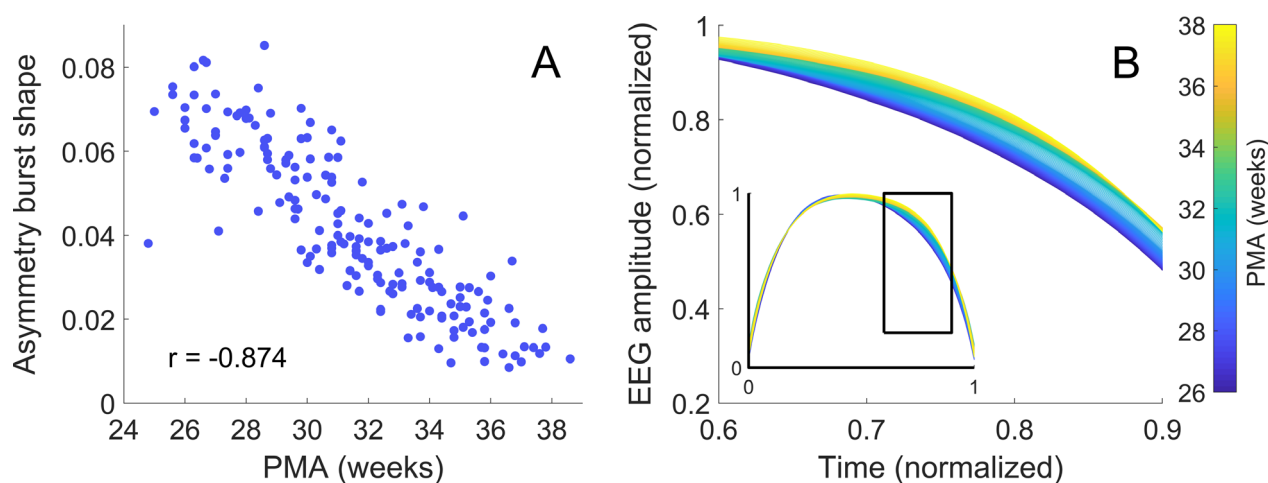 A
Asymmetry burst shape
0.08
0.06
0.04
0.02
0
r = -0.874
24 26 28 30 32 34 36 38
PMA (weeks)
B
EEG amplitude (normalized)
1
0.8
0.6
0.4
0.2
1
0
0 1
0.6 0.7 0.8 0.9
Time (normalized)
38
36
34
32
30
28
26
PMA (weeks)